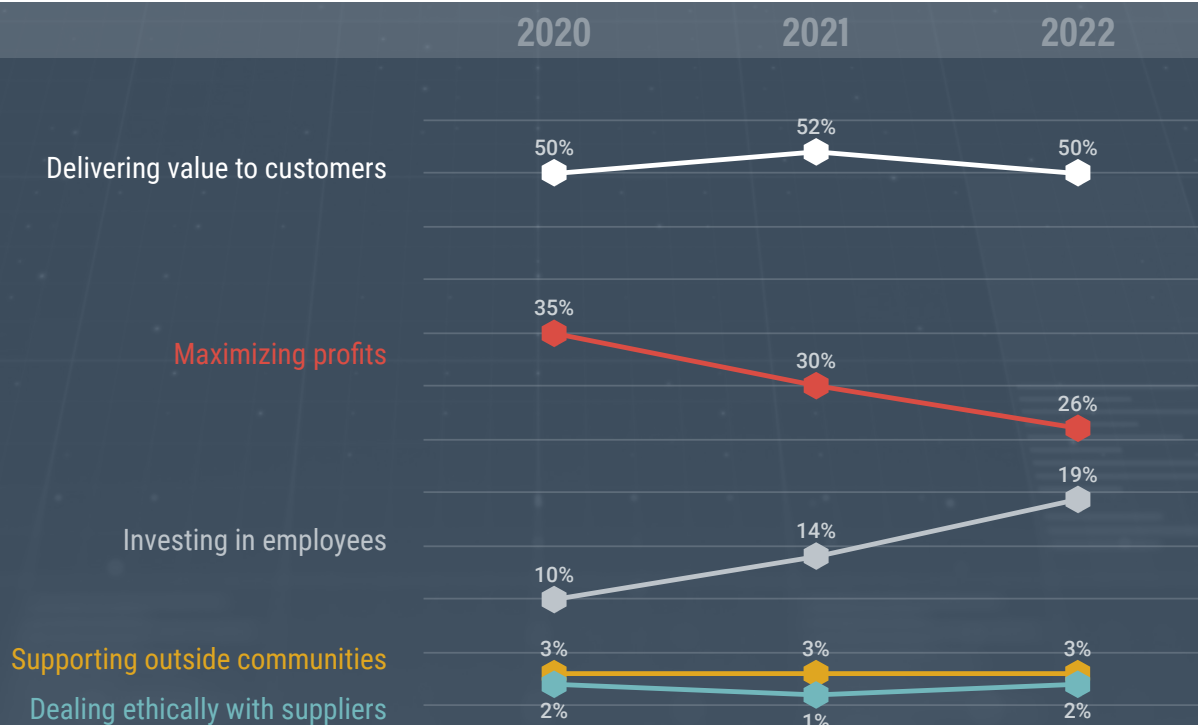 2020 2021 2022
52%
50% 50%
Delivering value to customers
35%
Maximizing profits
30%
26%
19%
14%
Investing in employees
10%
3% 3% 3%
Supporting outside communities
Dealing ethically with suppliers
2% 1% 2%